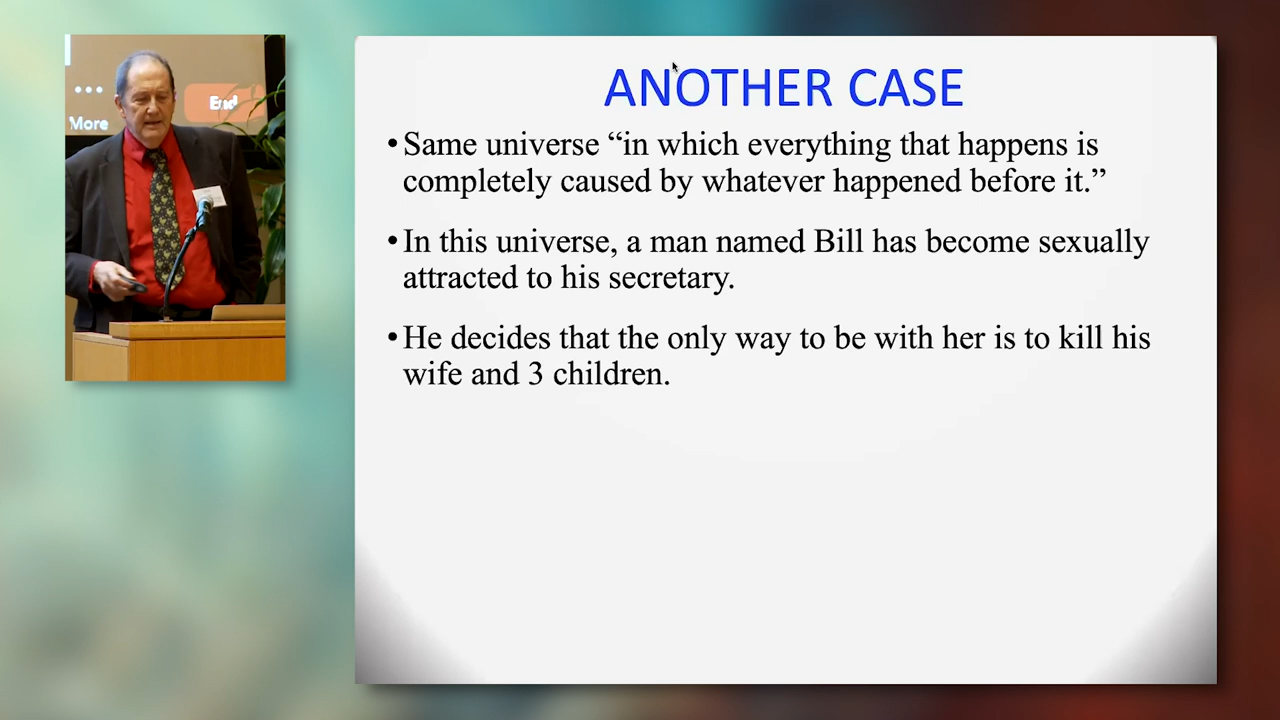 ...
More
End
ANOTHER CASE
•Same universe “in which everything that happens is
completely caused by whatever happened before it.”
•In this universe, a man named Bill has become sexually
attracted to his secretary.
•He decides that the only way to be with her is to kill his
wife and 3 children.